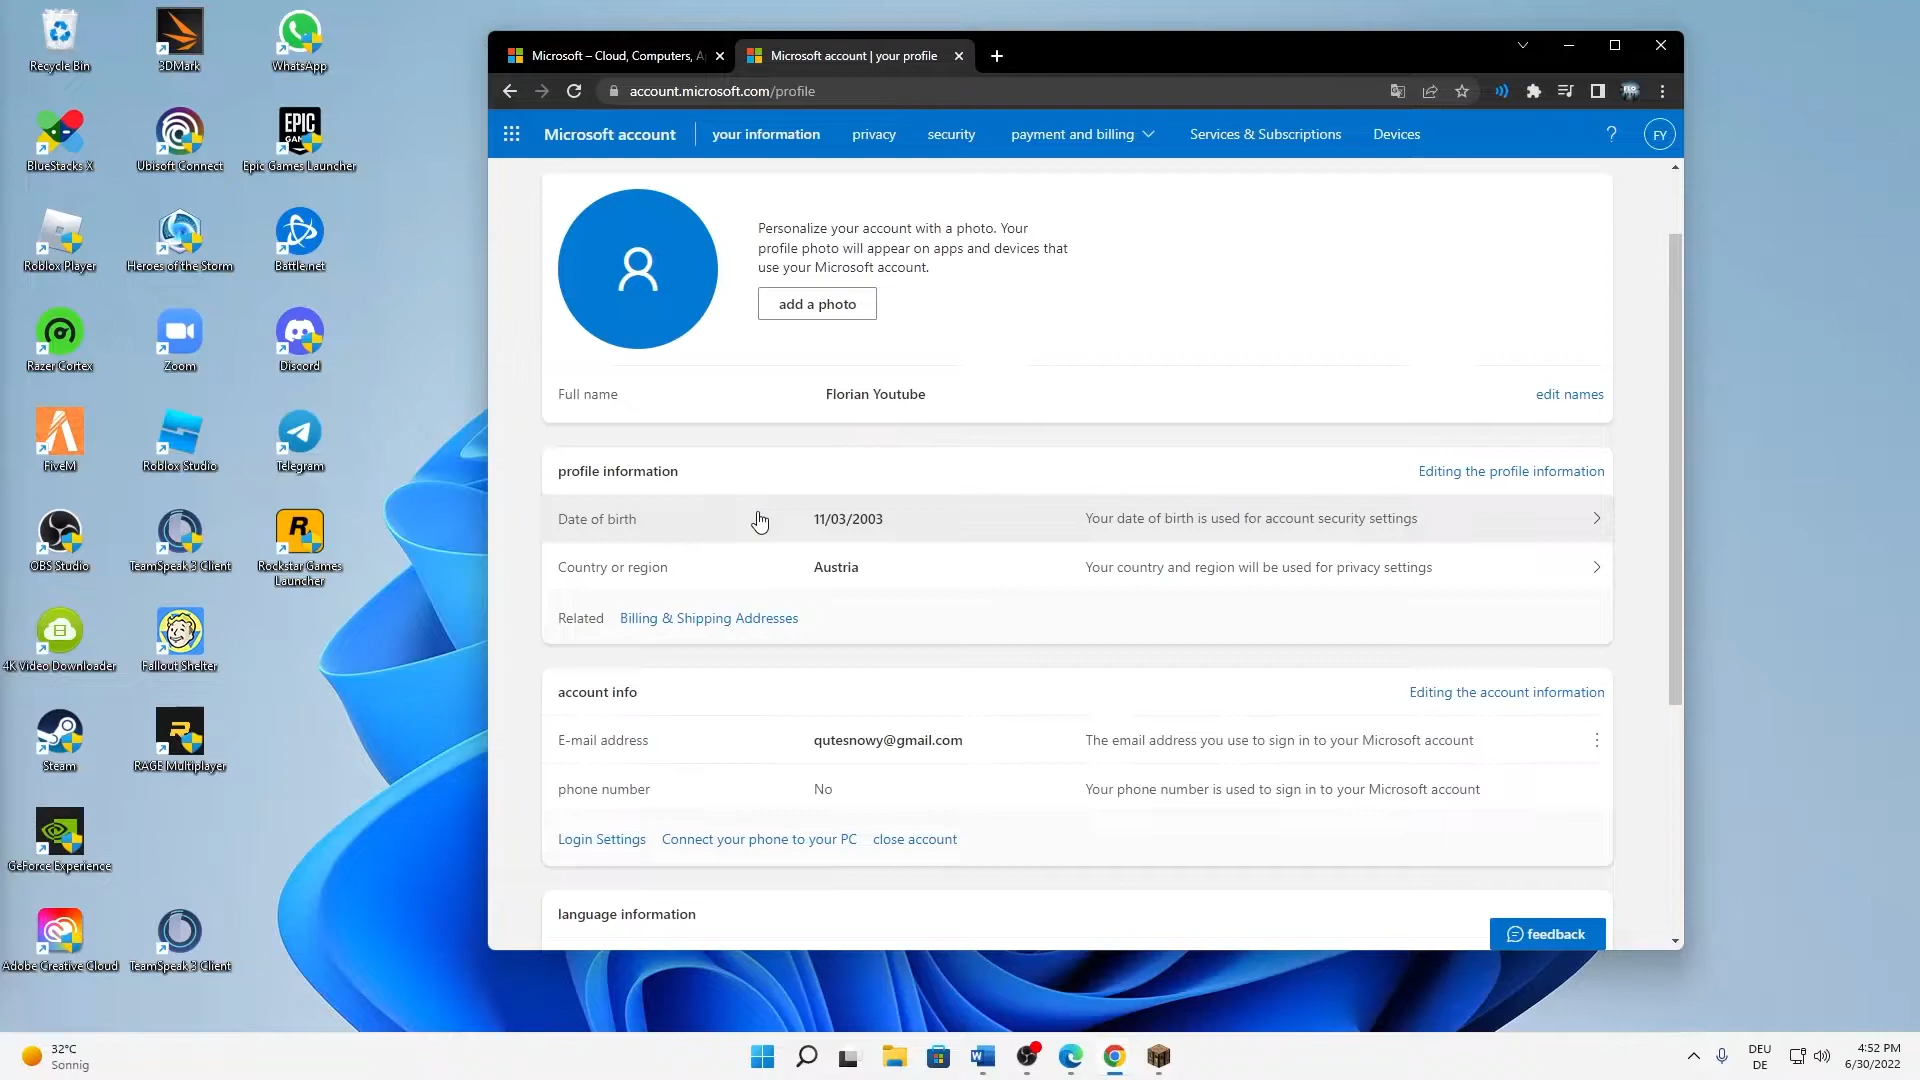 Recycle Bin
3DMark
WhatsApp
BlueStacks X
Ubisoft Connect
EPIC
GAMES
Epic Games Launcher
Roblox Player
Heroes of the Storm
Battle.net
Razer Cortex
Zoom
Discord
FiveM
Roblox Studio
Telegram
OBS Studio
TeamSpeak 3 Client
Rockstar Games
Launcher
4K Video Downloader
Fallout Shelter
Steam
RAGE Multiplayer
GeForce Experience
Adobe Creative Cloud
TeamSpeak 3 Client
Microsoft – Cloud, Computers, A
Microsoft account | your profile
account.microsoft.com/profile
Microsoft account
your information
privacy
security
payment and billing
Services & Subscriptions
Devices
?
FY
Personalize your account with a photo. Your
profile photo will appear on apps and devices that
use your Microsoft account.
add a photo
Full name
Florian Youtube
edit names
profile information
Editing the profile information
Date of birth
11/03/2003
Your date of birth is used for account security settings
Country or region
Austria
Your country and region will be used for privacy settings
Related
Billing & Shipping Addresses
account info
Editing the account information
E-mail address
qutesnowy@gmail.com
The email address you use to sign in to your Microsoft account
phone number
No
Your phone number is used to sign in to your Microsoft account
Login Settings
Connect your phone to your PC
close account
language information
feedback
32°C
Sonnig
DEU
DE
4:52 PM
6/30/2022